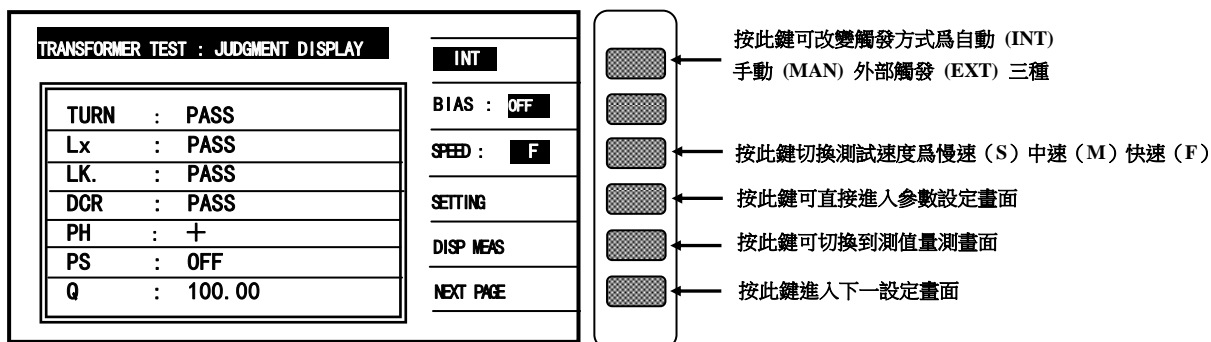 TRANSFORMER TEST : JUDGMENT DISPLAY
TURN : PASS
Lx : PASS
LK. : PASS
DCR : PASS
PH : +
PS : OFF
Q : 100.00
INT
BIAS : OFF
SPEED : F
SETTING
DISP MEAS
NEXT PAGE
按此鍵可改變觸發方式爲自動 (INT)
手動 (MAN) 外部觸發 (EXT) 三種
按此鍵切換測試速度爲慢速（S）中速（M）快速（F）
按此鍵可直接進入參數設定畫面
按此鍵可切換到測值量測畫面
按此鍵進入下一設定畫面